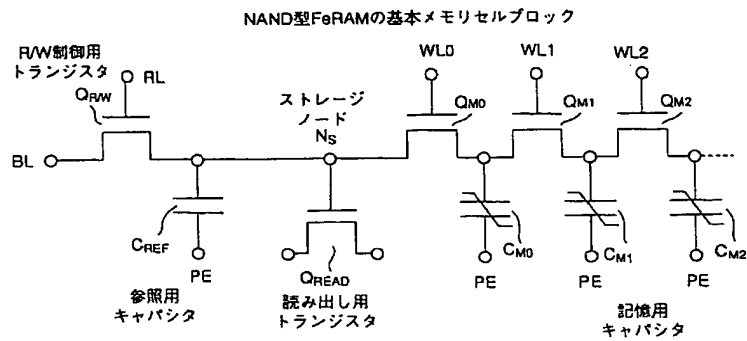 NAND型FeRAMの基本メモリセルブロック
R/W制御用
トランジスタ
RL
QR/W
BL
CREF
PE
参照用
キャパシタ
ストレージ
ノード
NS
QREAD
読み出し用
トランジスタ
WL0
QM0
CM0
PE
WL1
QM1
CM1
PE
WL2
QM2
CM2
PE
記憶用
キャパシタ